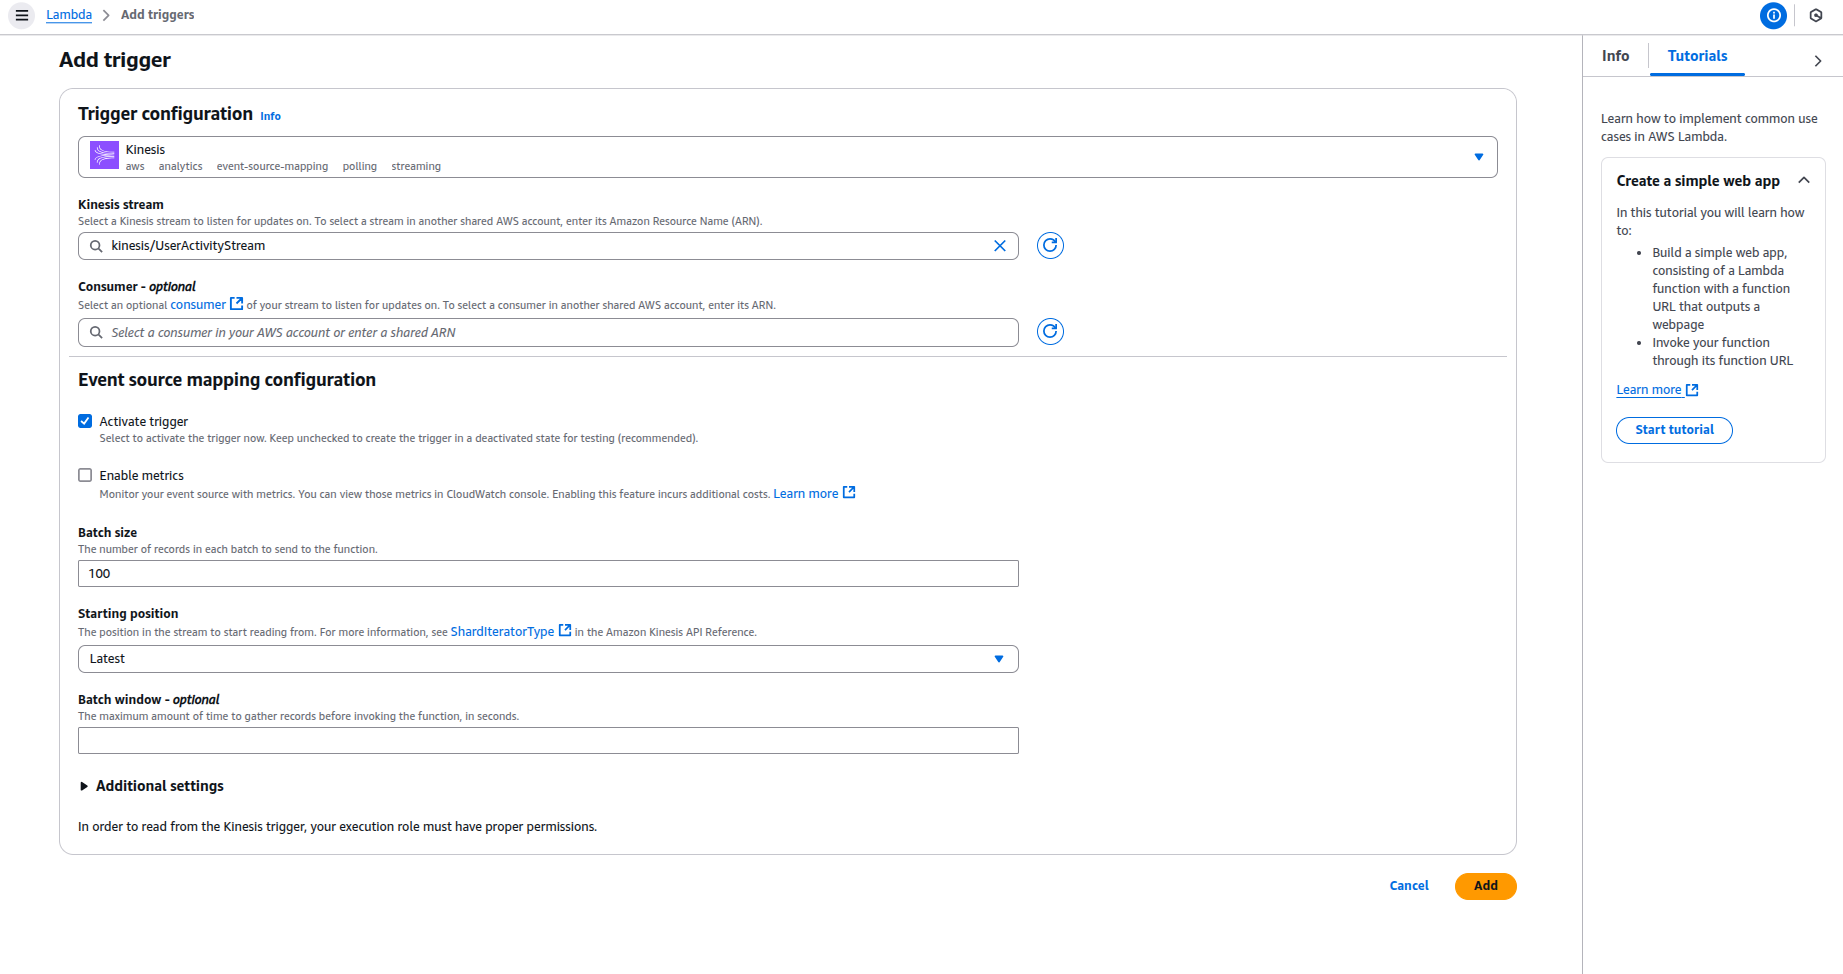 Lambda > Add triggers
Add trigger
Trigger configuration Info
Kinesis
aws analytics event-source-mapping polling streaming
Kinesis stream
Select a Kinesis stream to listen for updates on. To select a stream in another shared AWS account, enter its Amazon Resource Name (ARN).
kinesis/UserActivityStream
Consumer - optional
Select an optional consumer of your stream to listen for updates on. To select a consumer in another shared AWS account, enter its ARN.
Select a consumer in your AWS account or enter a shared ARN
Event source mapping configuration
Activate trigger
Select to activate the trigger now. Keep unchecked to create the trigger in a deactivated state for testing (recommended).
Enable metrics
Monitor your event source with metrics. You can view those metrics in CloudWatch console. Enabling this feature incurs additional costs. Learn more
Batch size
The number of records in each batch to send to the function.
100
Starting position
The position in the stream to start reading from. For more information, see ShardIteratorType in the Amazon Kinesis API Reference.
Latest
Batch window - optional
The maximum amount of time to gather records before invoking the function, in seconds.
Additional settings
In order to read from the Kinesis trigger, your execution role must have proper permissions.
Cancel Add
Info Tutorials
Learn how to implement common use
cases in AWS Lambda.
Create a simple web app
In this tutorial you will learn how
to:
• Build a simple web app,
consisting of a Lambda
function with a function
URL that outputs a
webpage
• Invoke your function
through its function URL
Learn more
Start tutorial